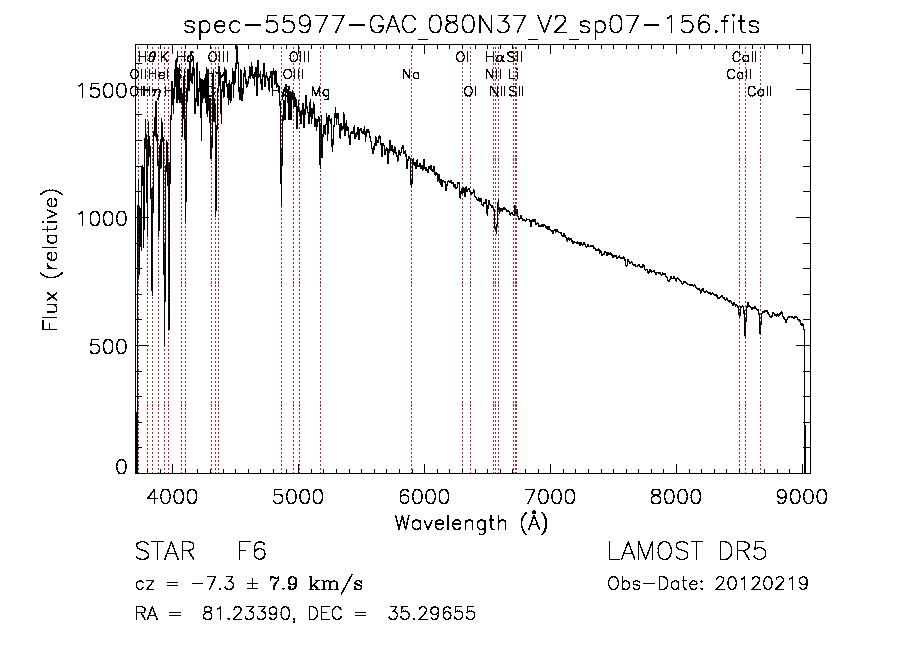 spec-55977-GAC_080N37_V2_sp07-156.fits
Hθ K Hδ OIII OIII OI Hα SII CaII
OII HeI OIII Na NII Li CaII
Hη H Mg OI NII SII CaII
Flux (relative)
1500
1000
500
0
4000 5000 6000 7000 8000 9000
Wavelength (Å)
STAR F6
LAMOST DR5
cz = −7.3 ± 7.9 km/s
Obs-Date: 20120219
RA = 81.23390, DEC = 35.29655